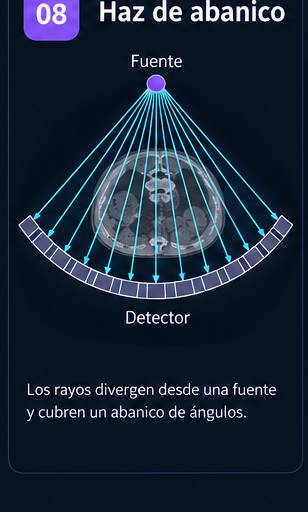 08 Haz de abanico
Fuente
Detector
Los rayos divergen desde una fuente
y cubren un abanico de ángulos.